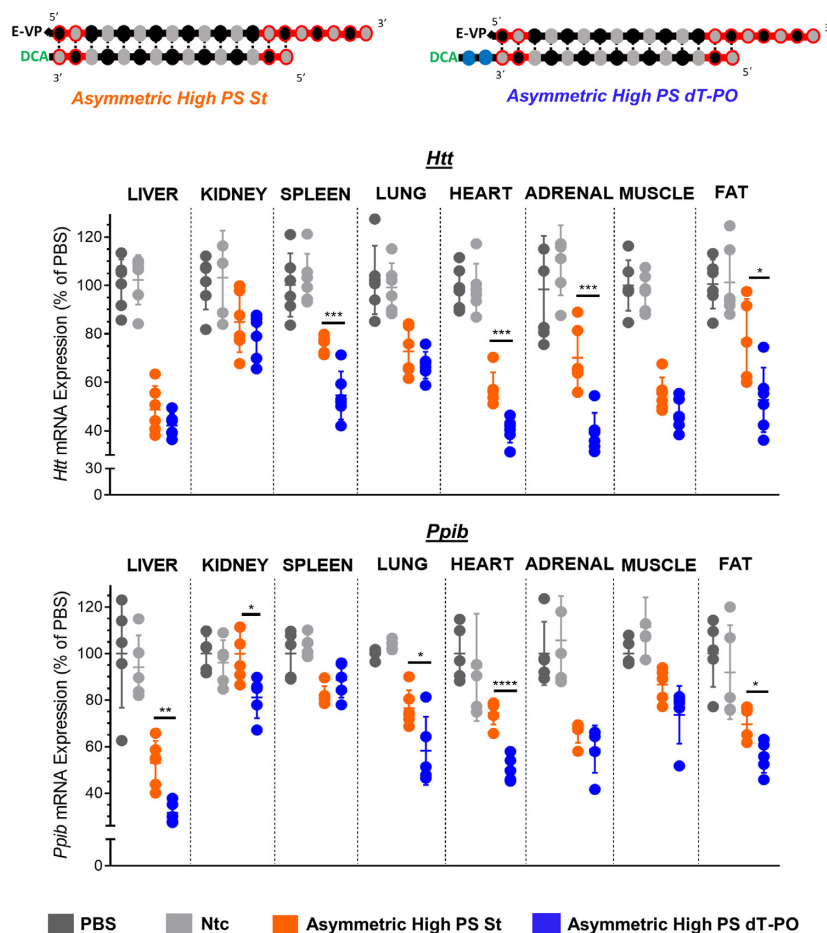 5′ 5′
E-VP 3′ E-VP 3′
DCA DCA
3′ 5′ 3′ 5′
Asymmetric High PS St Asymmetric High PS dT-PO
Htt
LIVER KIDNEY SPLEEN LUNG HEART ADRENAL MUSCLE FAT
Htt mRNA Expression (% of PBS)
120
100
80
60
40
30
0
*** *** *** *
Ppib
LIVER KIDNEY SPLEEN LUNG HEART ADRENAL MUSCLE FAT
Ppib mRNA Expression (% of PBS)
120
100
80
60
40
0
** * * **** *
PBS Ntc Asymmetric High PS St Asymmetric High PS dT-PO